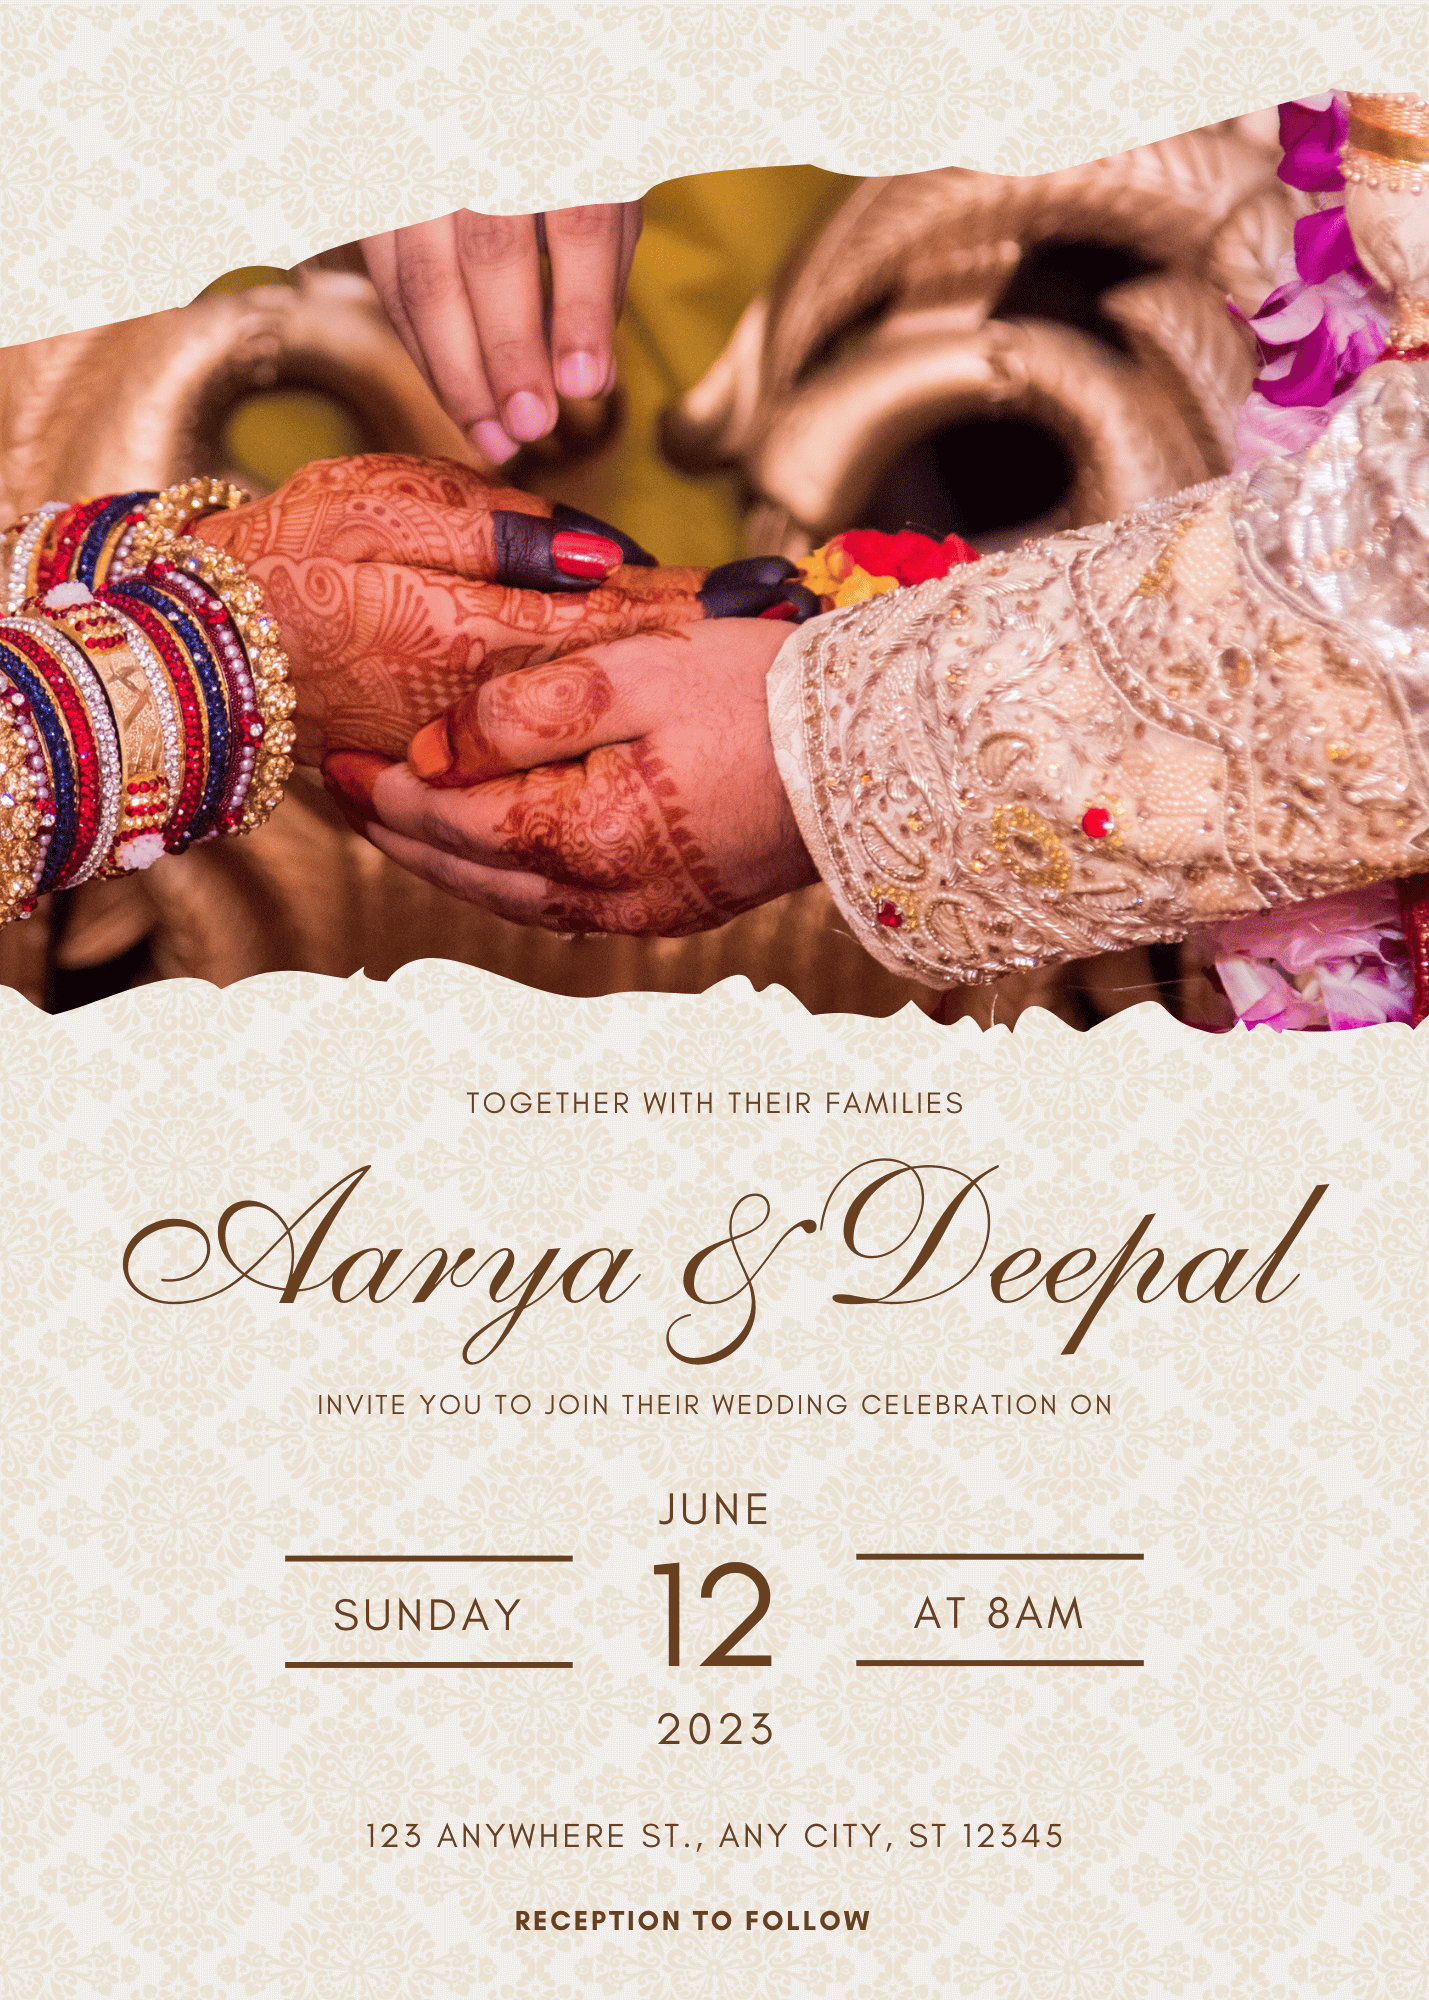 TOGETHER WITH THEIR FAMILIES
Aarya & Deepal
INVITE YOU TO JOIN THEIR WEDDING CELEBRATION ON
JUNE
SUNDAY 12 AT 8AM
2023
123 ANYWHERE ST., ANY CITY, ST 12345
RECEPTION TO FOLLOW